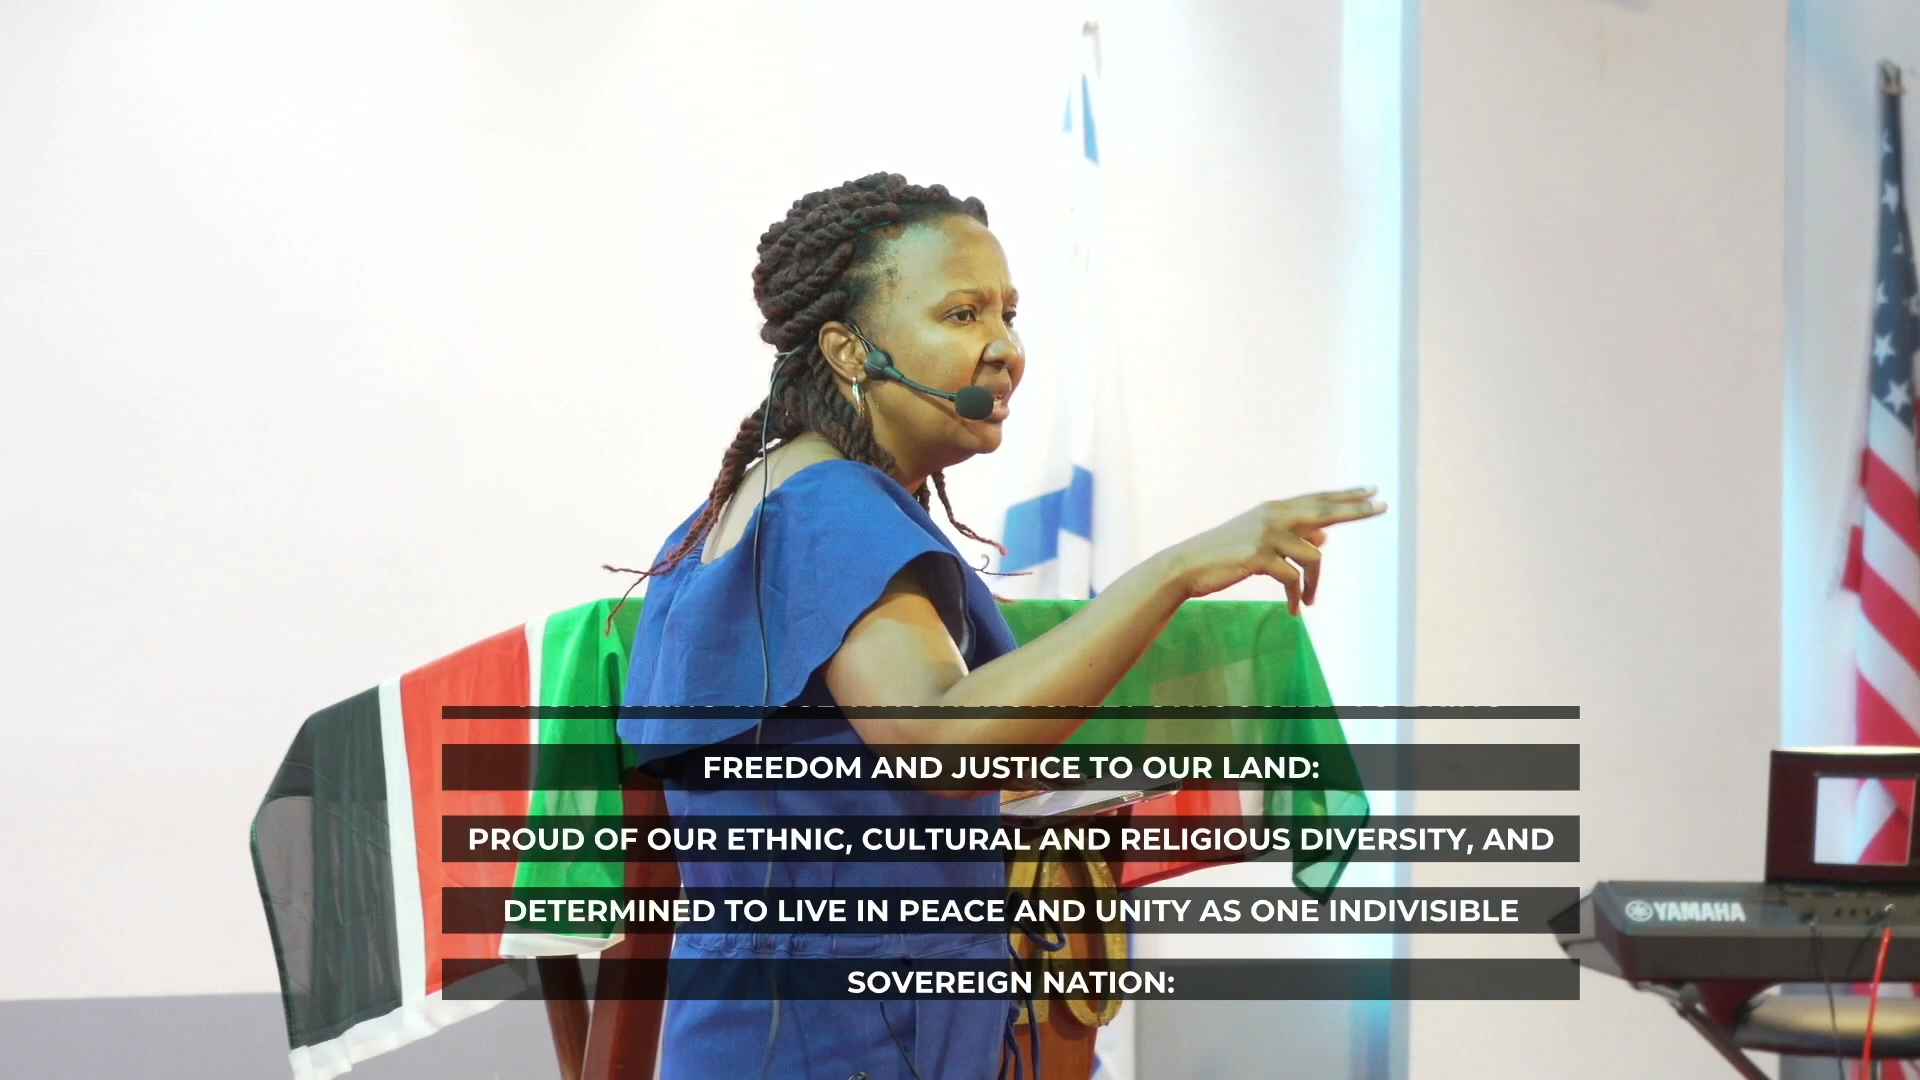 FREEDOM AND JUSTICE TO OUR LAND:
PROUD OF OUR ETHNIC, CULTURAL AND RELIGIOUS DIVERSITY, AND
DETERMINED TO LIVE IN PEACE AND UNITY AS ONE INDIVISIBLE
SOVEREIGN NATION:
YAMAHA